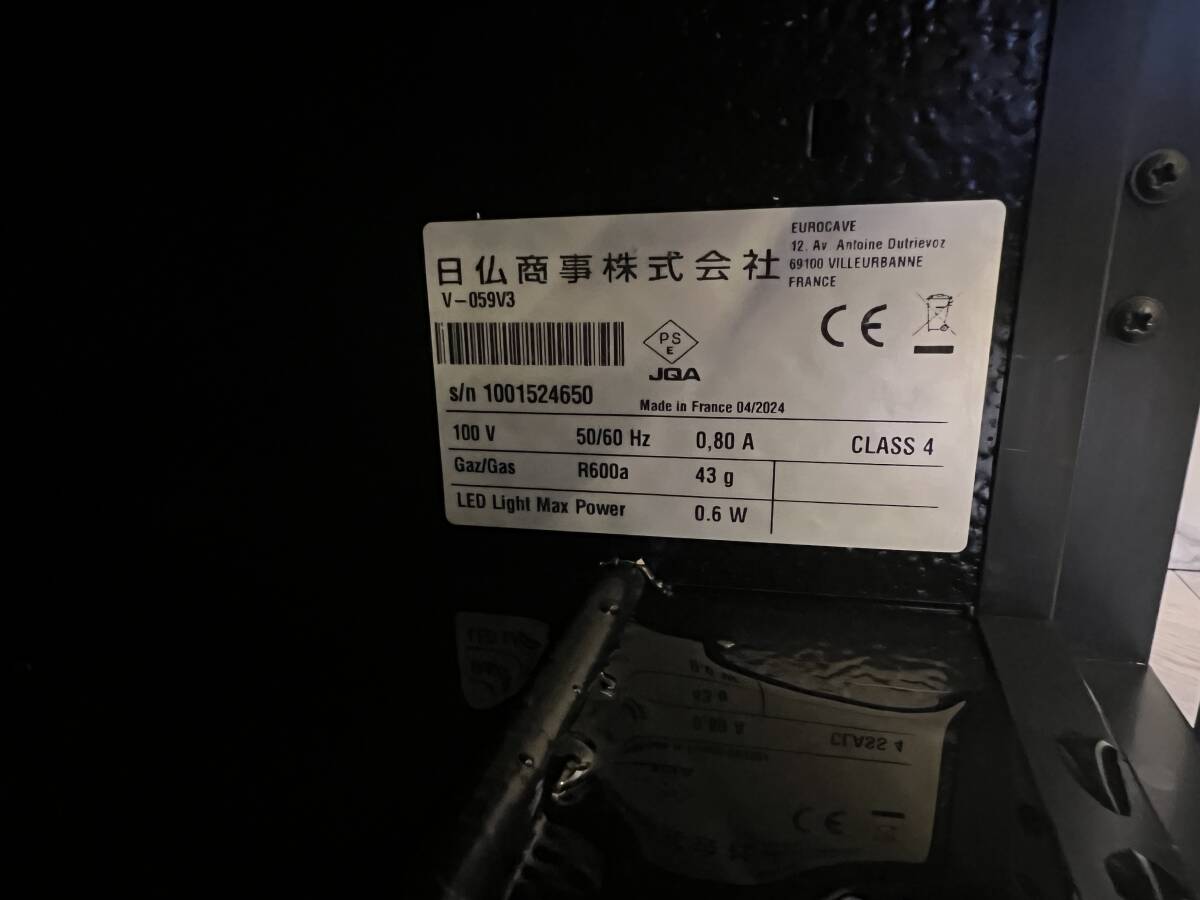 日仏商事株式会社
V-059V3
EUROCAVE
12. Av Antoine Dutrievoz
69100 VILLEURBANNE
FRANCE
PS
E
JQA
CE
s/n 1001524650
Made in France 04/2024
100 V 50/60 Hz 0,80 A CLASS 4
Gaz/Gas R600a 43 g
LED Light Max Power 0.6 W